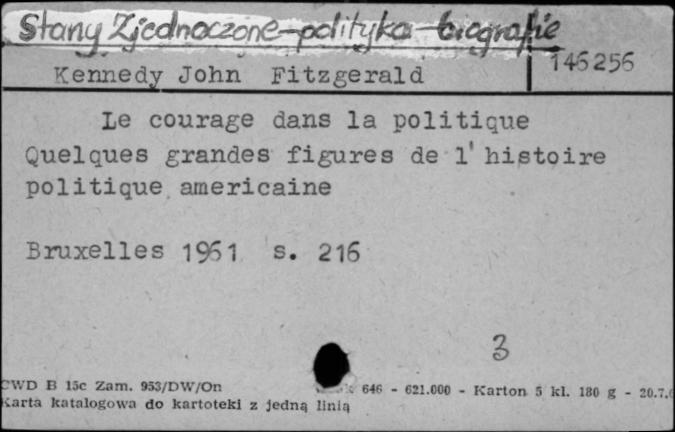 Stany Zjednoczone–polityka–biografie
Kennedy John Fitzgerald
146256
Le courage dans la politique
Quelques grandes figures de l'histoire
politique americaine
Bruxelles 1961 s. 216
3
CWD B 15c Zam. 953/DW/On 646 - 621.000 - Karton 5 kl. 180 g - 20.7.
Karta katalogowa do kartoteki z jedną linią